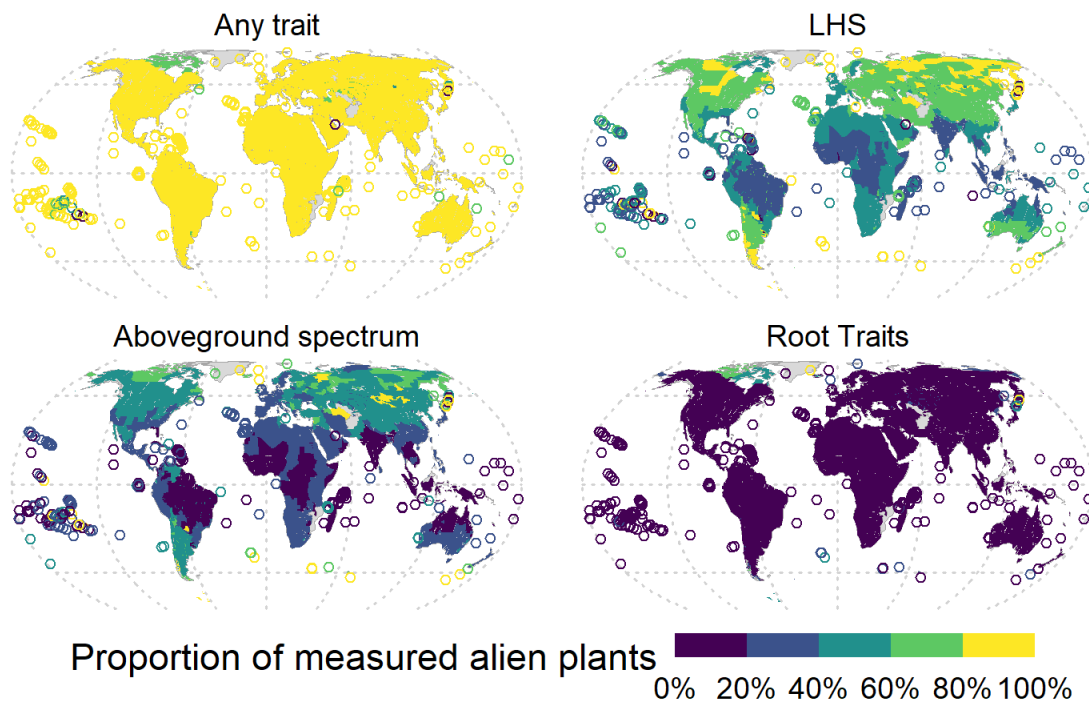 Any trait
LHS
Aboveground spectrum
Root Traits
Proportion of measured alien plants
0% 20% 40% 60% 80% 100%